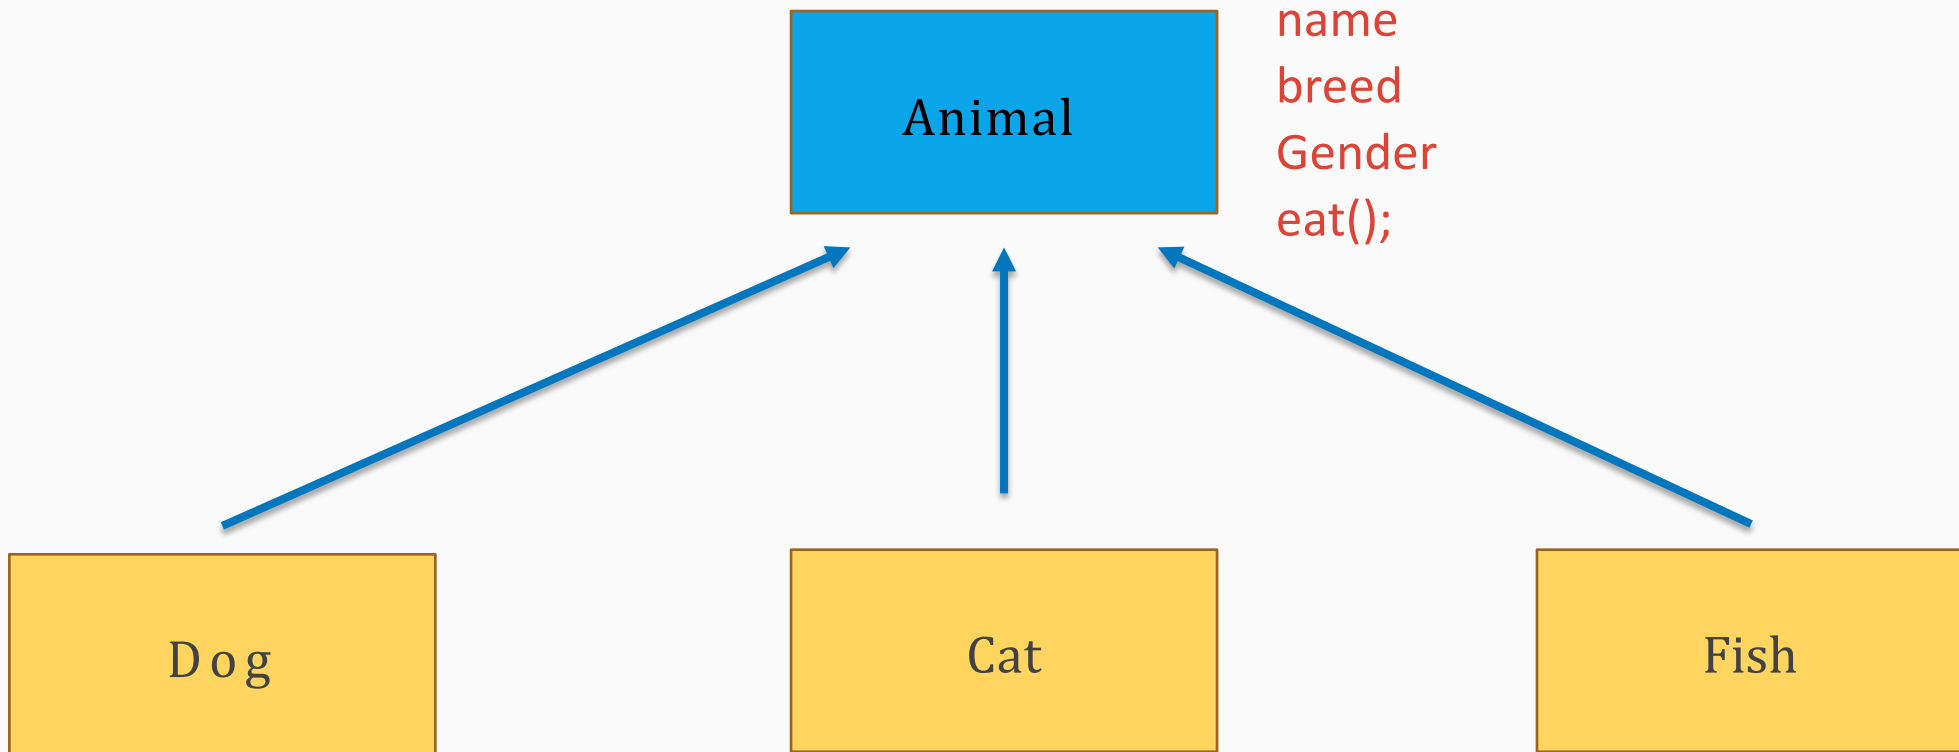 name
breed
Animal
Gender
eat();
Dog
Cat
Fish